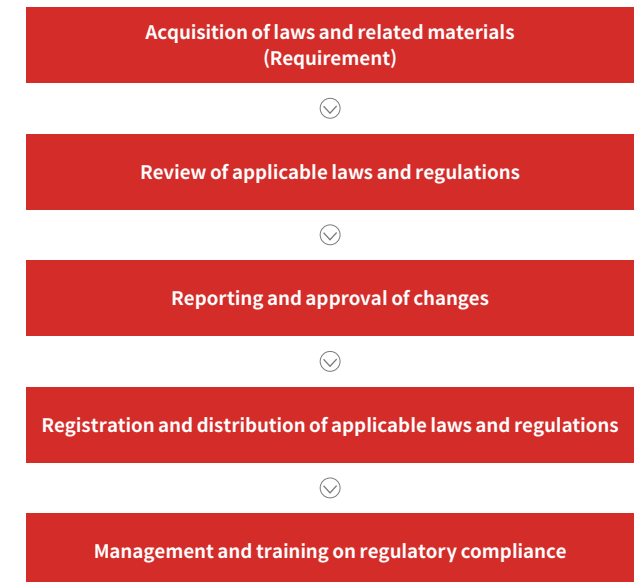 Acquisition of laws and related materials
(Requirement)
Review of applicable laws and regulations
Reporting and approval of changes
Registration and distribution of applicable laws and regulations
Management and training on regulatory compliance